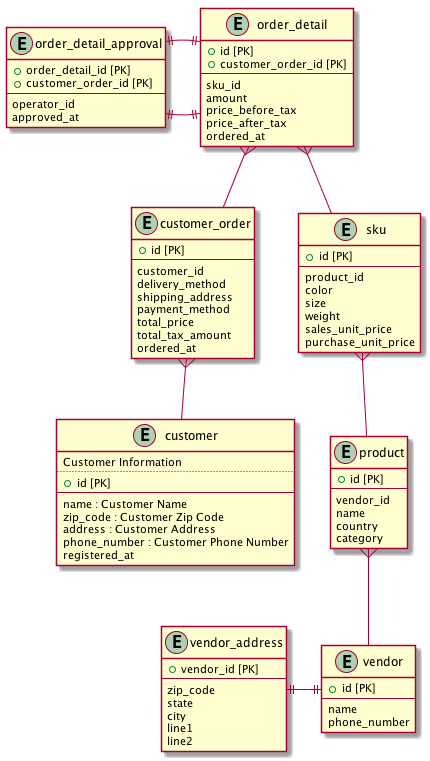 E order_detail_approval
order_detail_id [PK]
customer_order_id [PK]
operator_id
approved_at
E order_detail
id [PK]
customer_order_id [PK]
sku_id
amount
price_before_tax
price_after_tax
ordered_at
E customer_order
id [PK]
customer_id
delivery_method
shipping_address
payment_method
total_price
total_tax_amount
ordered_at
E sku
id [PK]
product_id
color
size
weight
sales_unit_price
purchase_unit_price
E customer
Customer Information
id [PK]
name : Customer Name
zip_code : Customer Zip Code
address : Customer Address
phone_number : Customer Phone Number
registered_at
E product
id [PK]
vendor_id
name
country
category
E vendor_address
vendor_id [PK]
zip_code
state
city
line1
line2
E vendor
id [PK]
name
phone_number